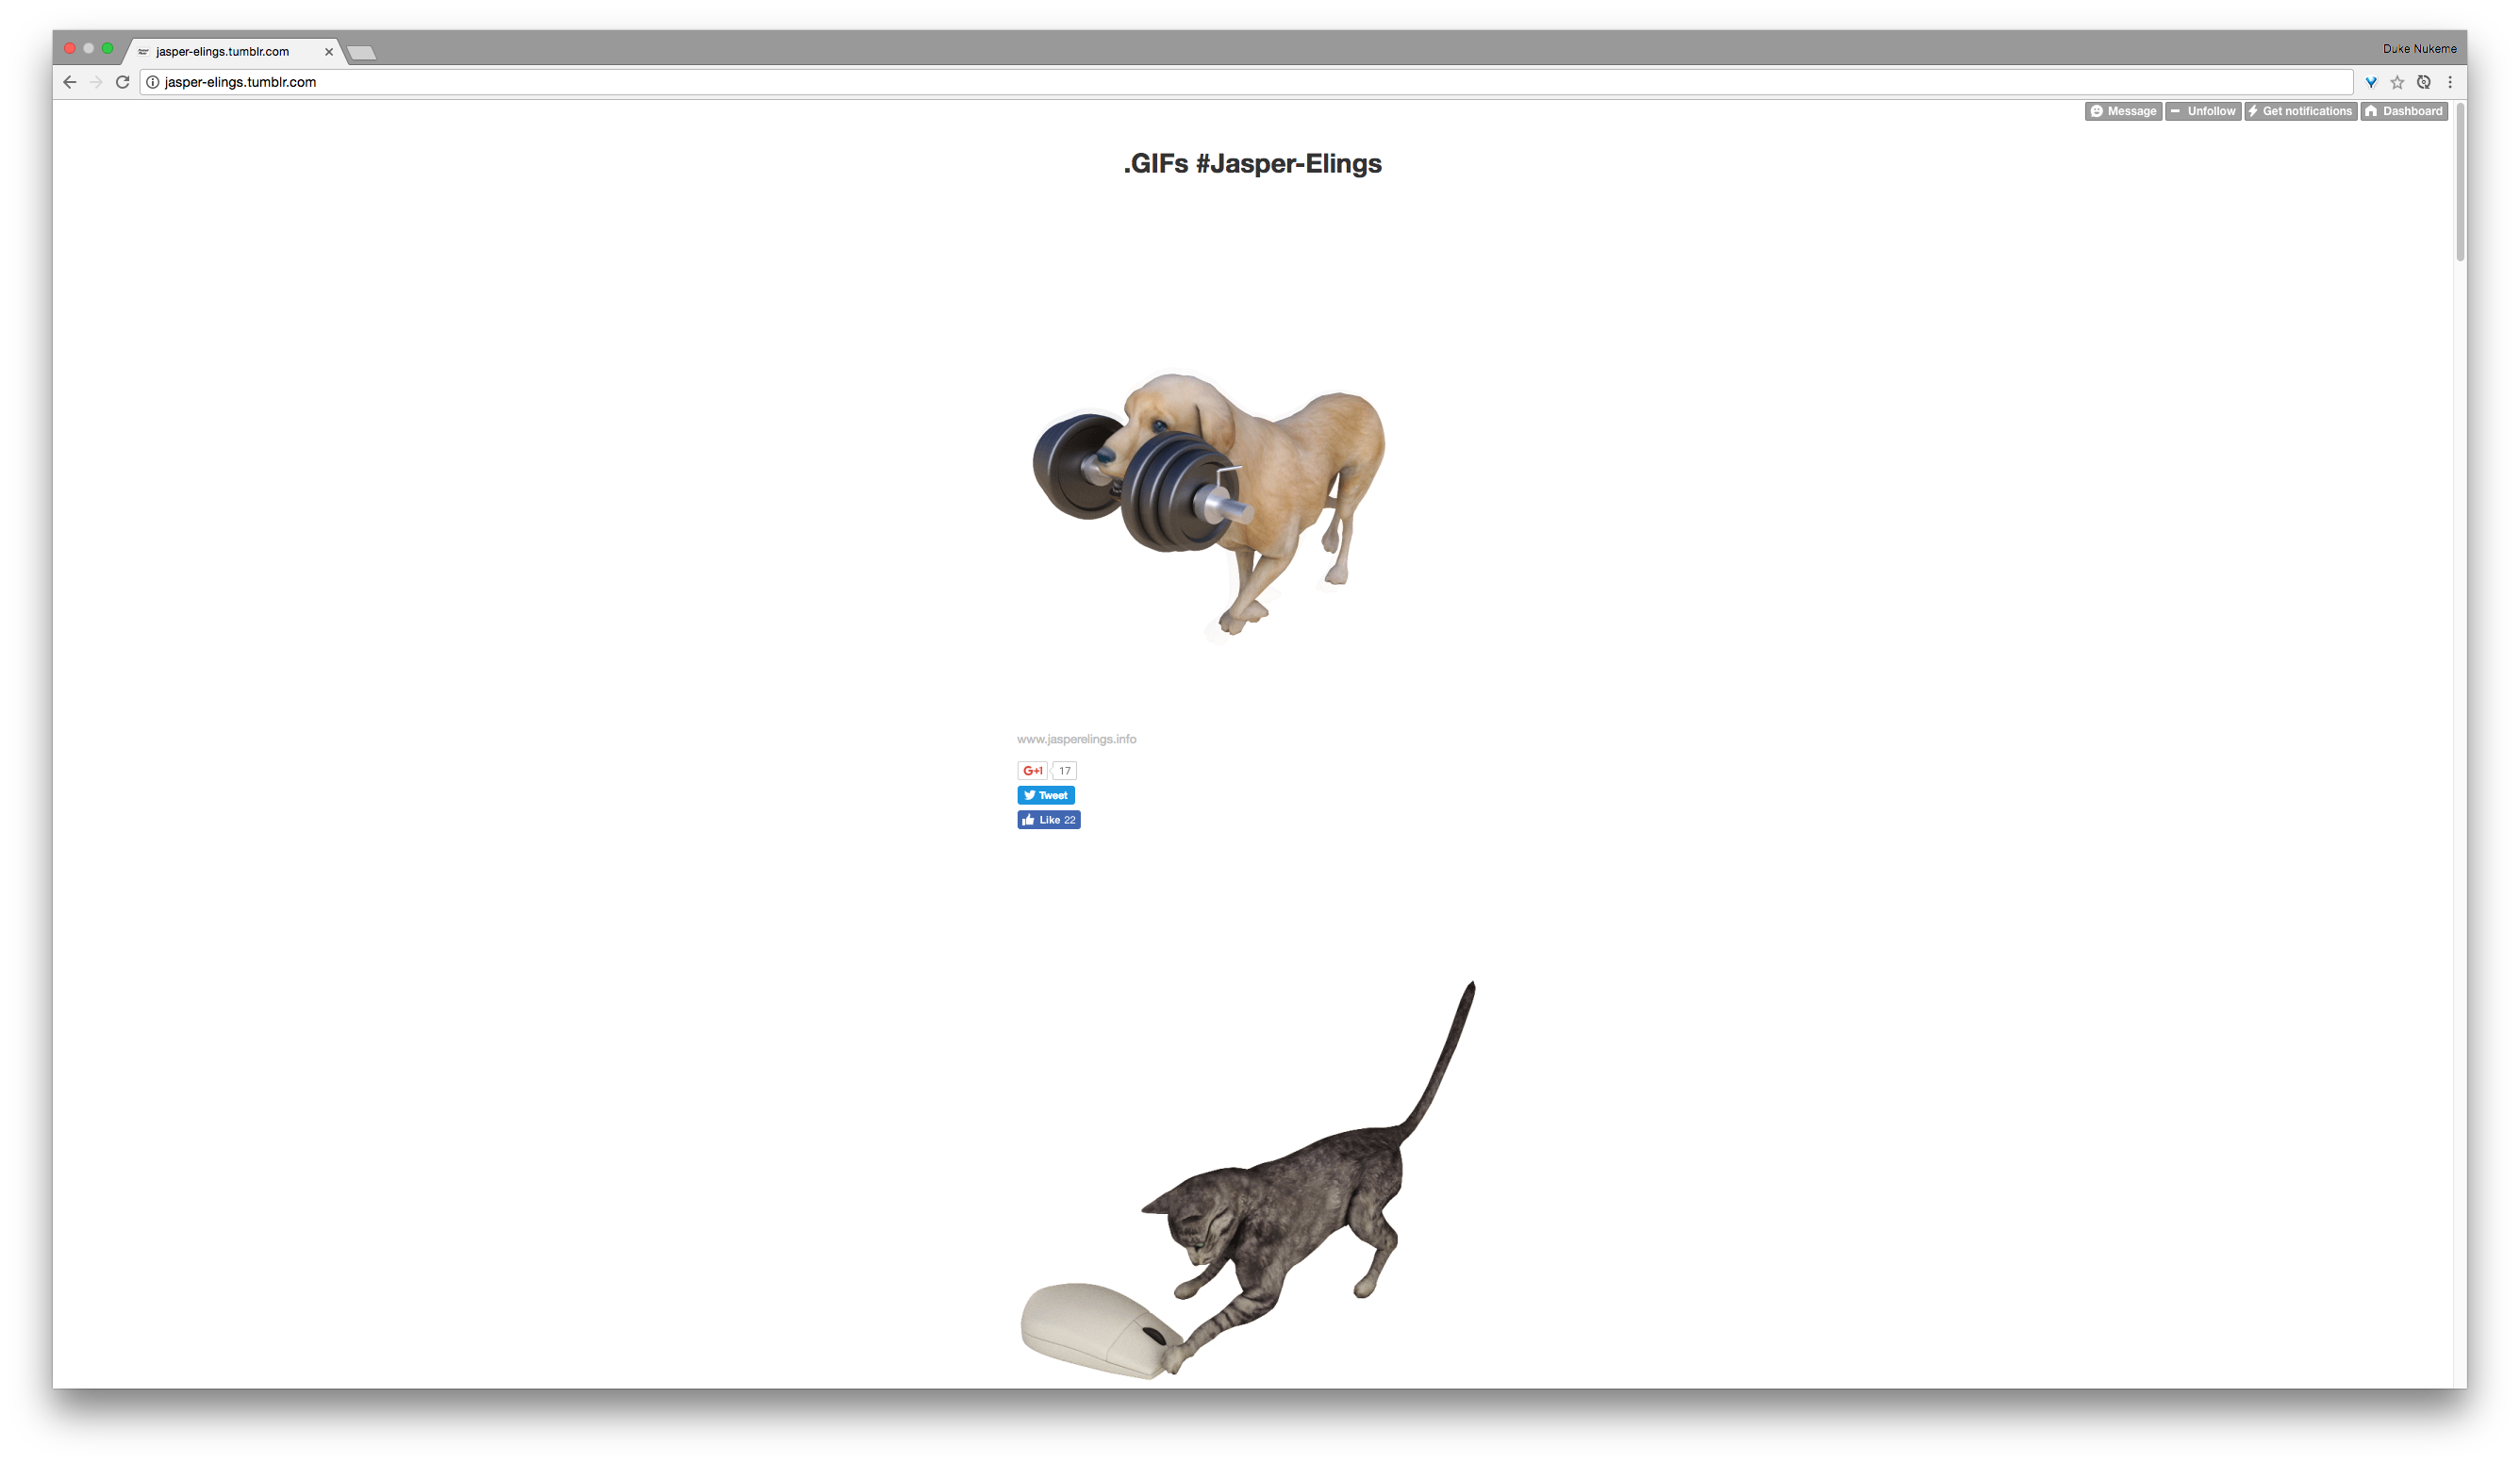 jasper-elings.tumblr.com
Duke Nukeme
jasper-elings.tumblr.com
Message Unfollow Get notifications Dashboard
.GIFs #Jasper-Elings
www.jasperelings.info
G+1 17
Tweet
Like 22